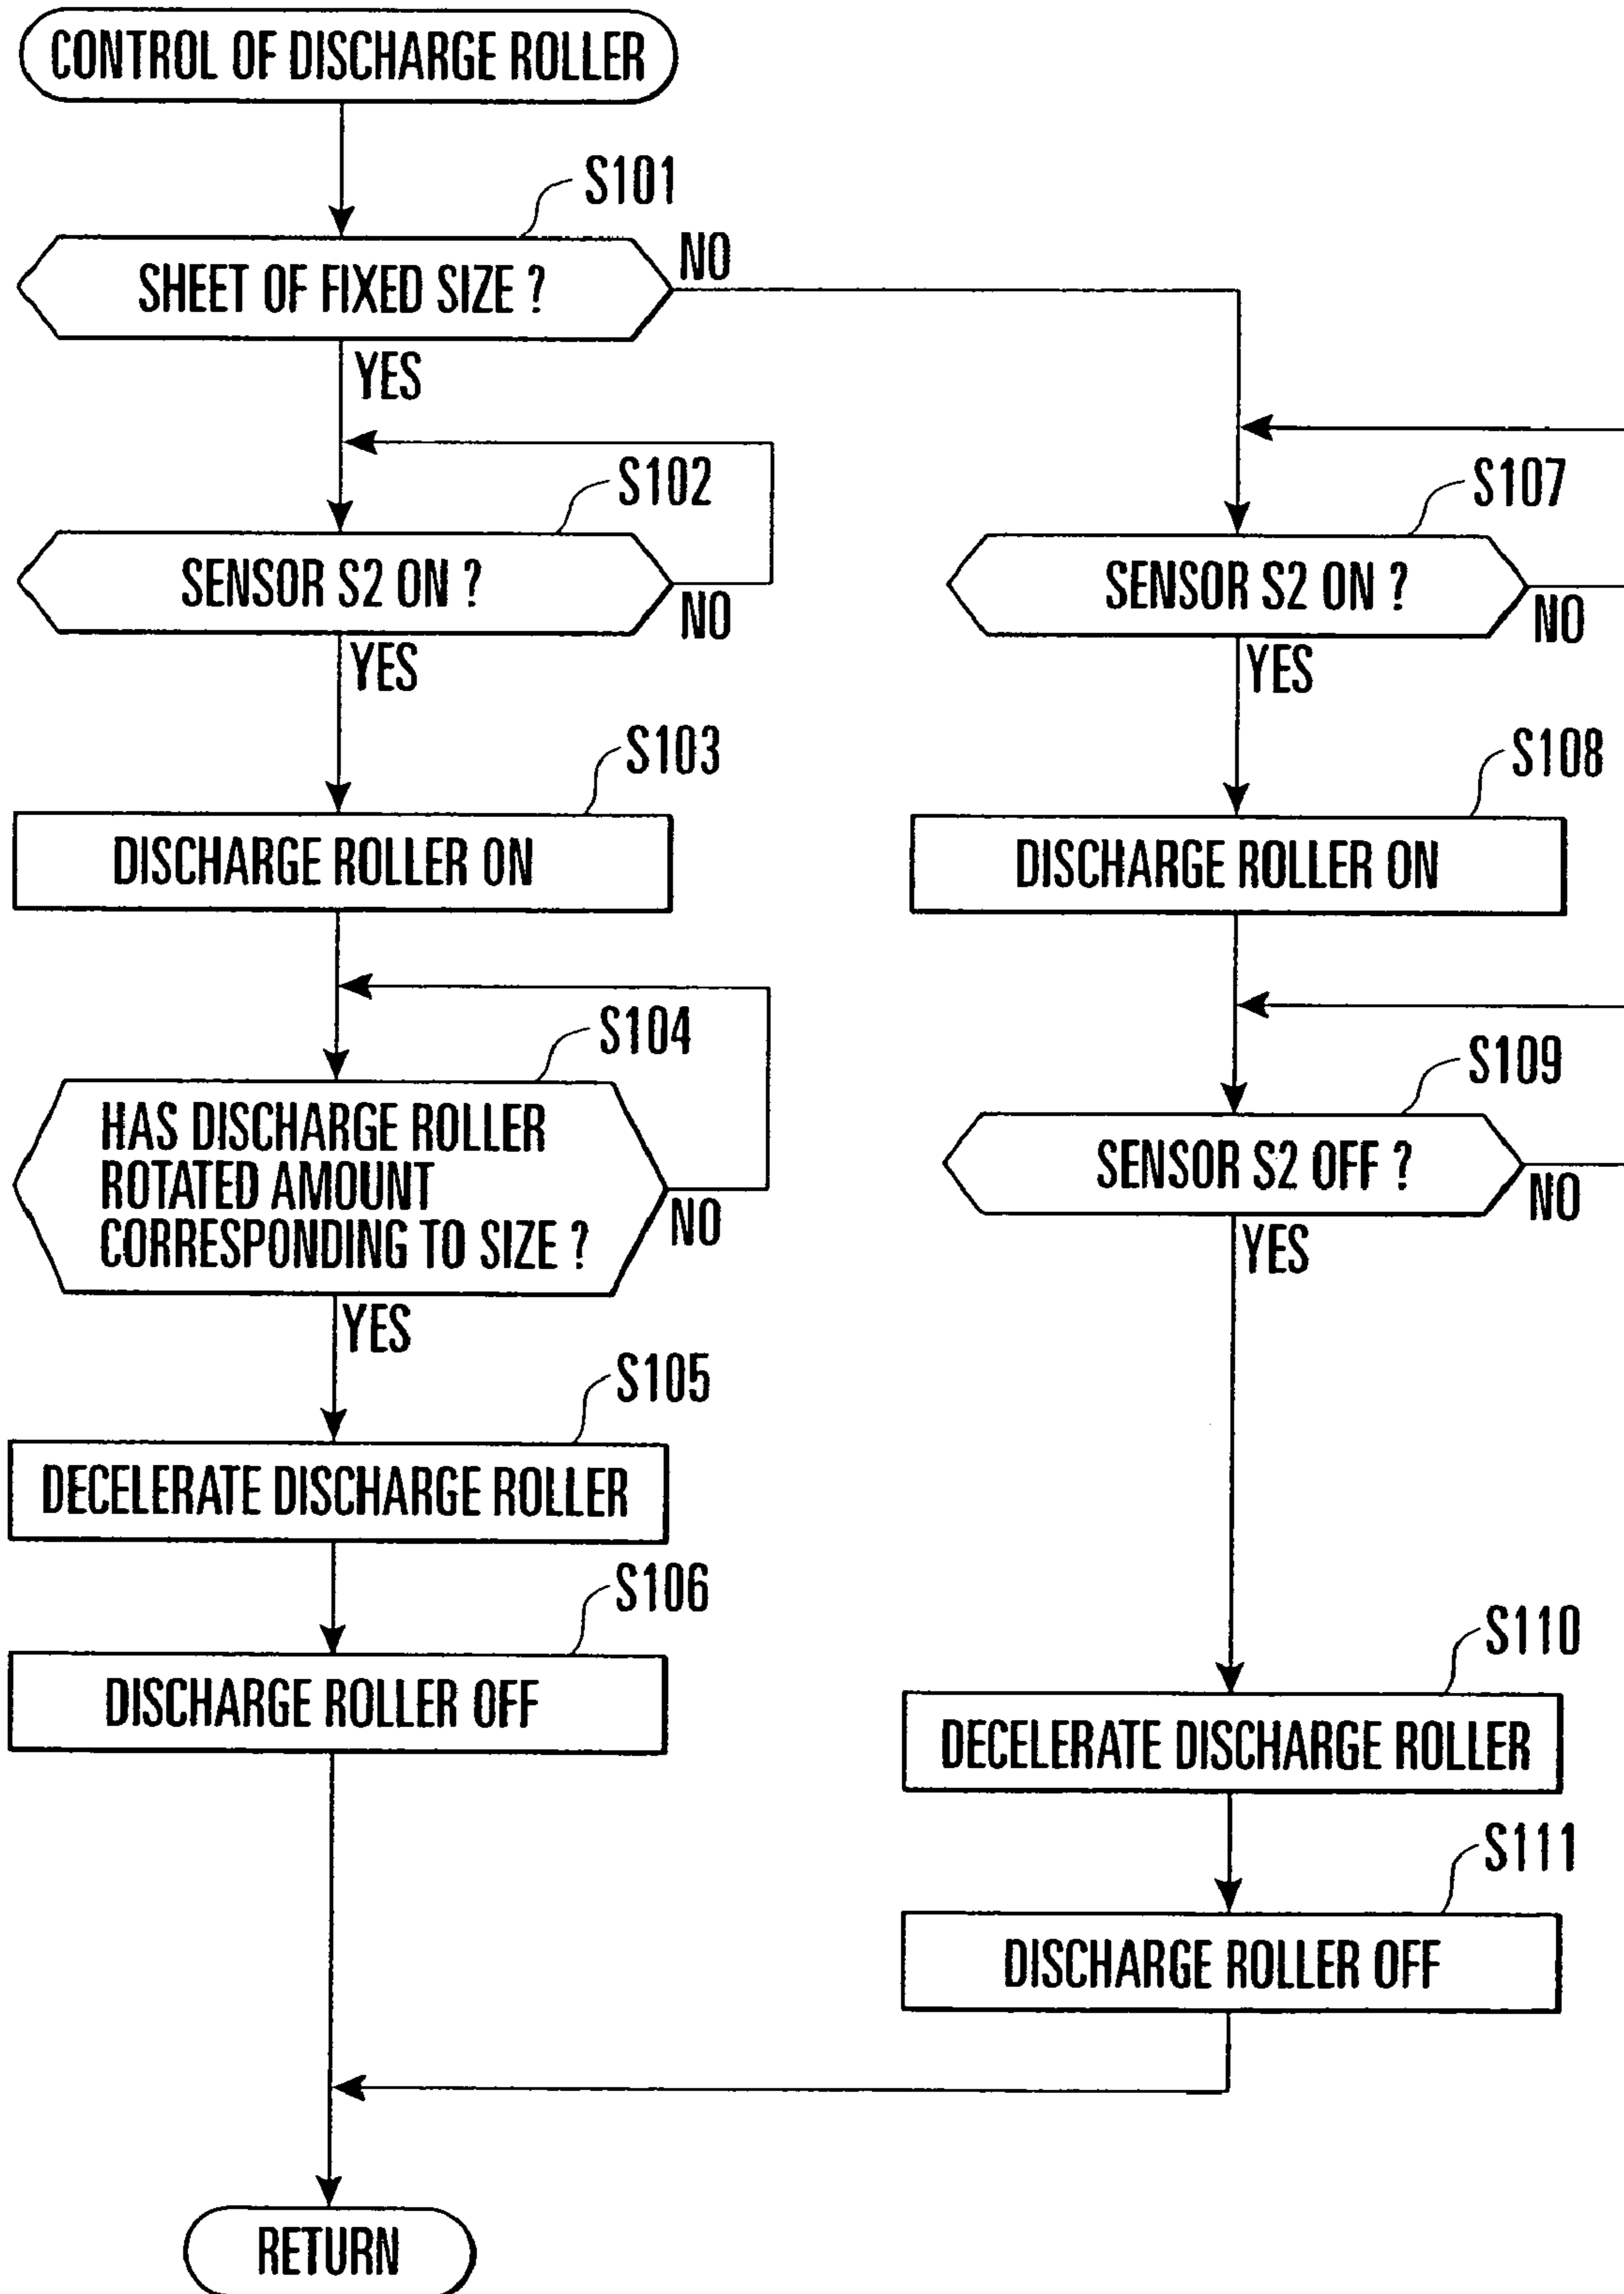 CONTROL OF DISCHARGE ROLLER
S101
SHEET OF FIXED SIZE ?
NO
YES
S102
SENSOR S2 ON ?
NO
YES
S103
DISCHARGE ROLLER ON
S104
HAS DISCHARGE ROLLER
ROTATED AMOUNT
CORRESPONDING TO SIZE ?
NO
YES
S105
DECELERATE DISCHARGE ROLLER
S106
DISCHARGE ROLLER OFF
S107
SENSOR S2 ON ?
NO
YES
S108
DISCHARGE ROLLER ON
S109
SENSOR S2 OFF ?
NO
YES
S110
DECELERATE DISCHARGE ROLLER
S111
DISCHARGE ROLLER OFF
RETURN